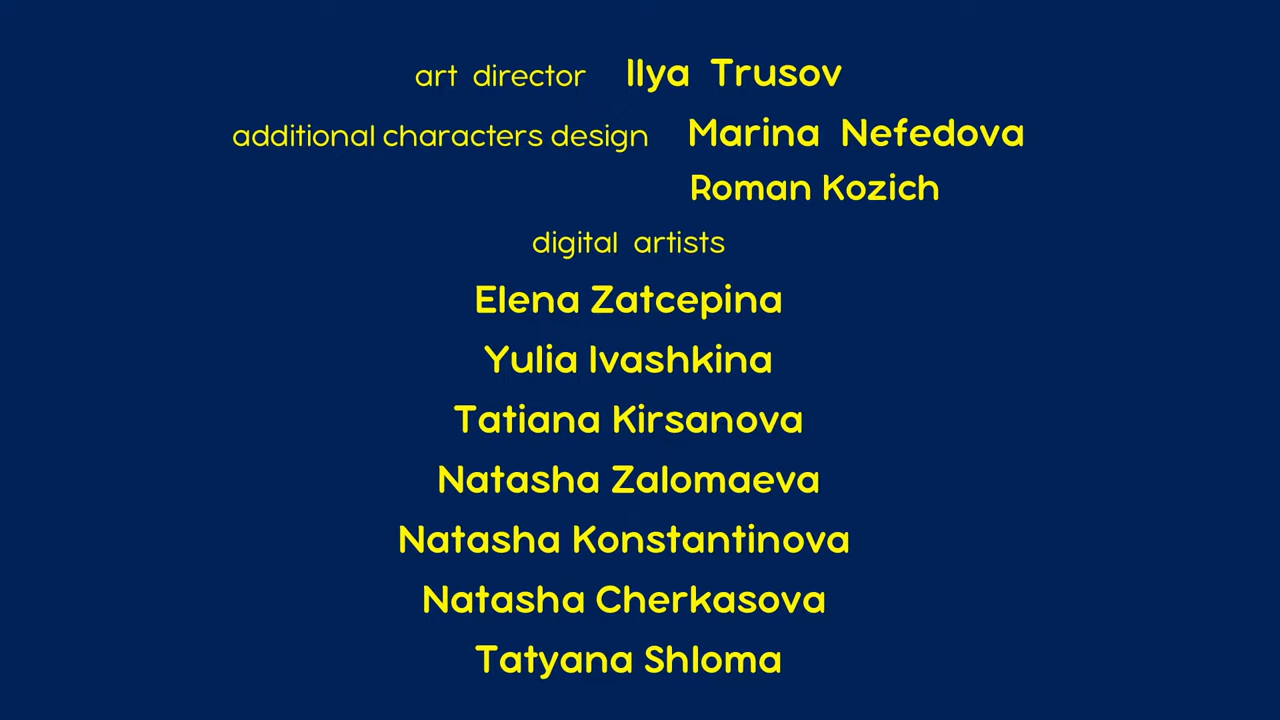 art director Ilya Trusov
additional characters design Marina Nefedova
Roman Kozich
digital artists
Elena Zatcepina
Yulia Ivashkina
Tatiana Kirsanova
Natasha Zalomaeva
Natasha Konstantinova
Natasha Cherkasova
Tatyana Shloma